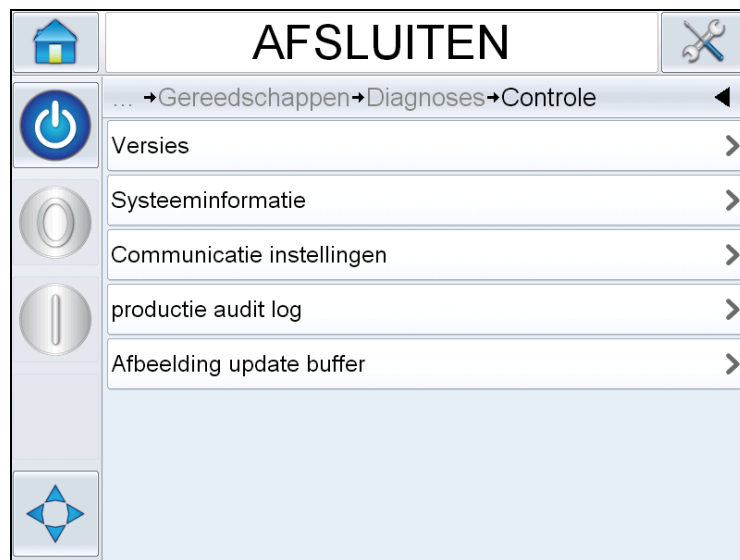 AFSLUITEN
... →Gereedschappen→Diagnoses→Controle
Versies
Systeeminformatie
Communicatie instellingen
productie audit log
Afbeelding update buffer